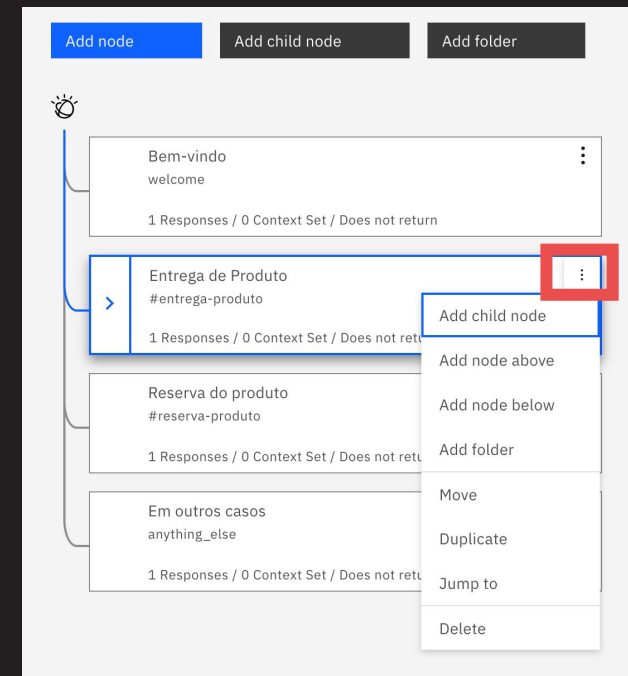 Add node
Add child node
Add folder
Bem-vindo
welcome
1 Responses / 0 Context Set / Does not return
Entrega de Produto
#entrega-produto
1 Responses / 0 Context Set / Does not retu
Add child node
Add node above
Add node below
Add folder
Move
Duplicate
Jump to
Delete
Reserva do produto
#reserva-produto
1 Responses / 0 Context Set / Does not retu
Em outros casos
anything_else
1 Responses / 0 Context Set / Does not retu